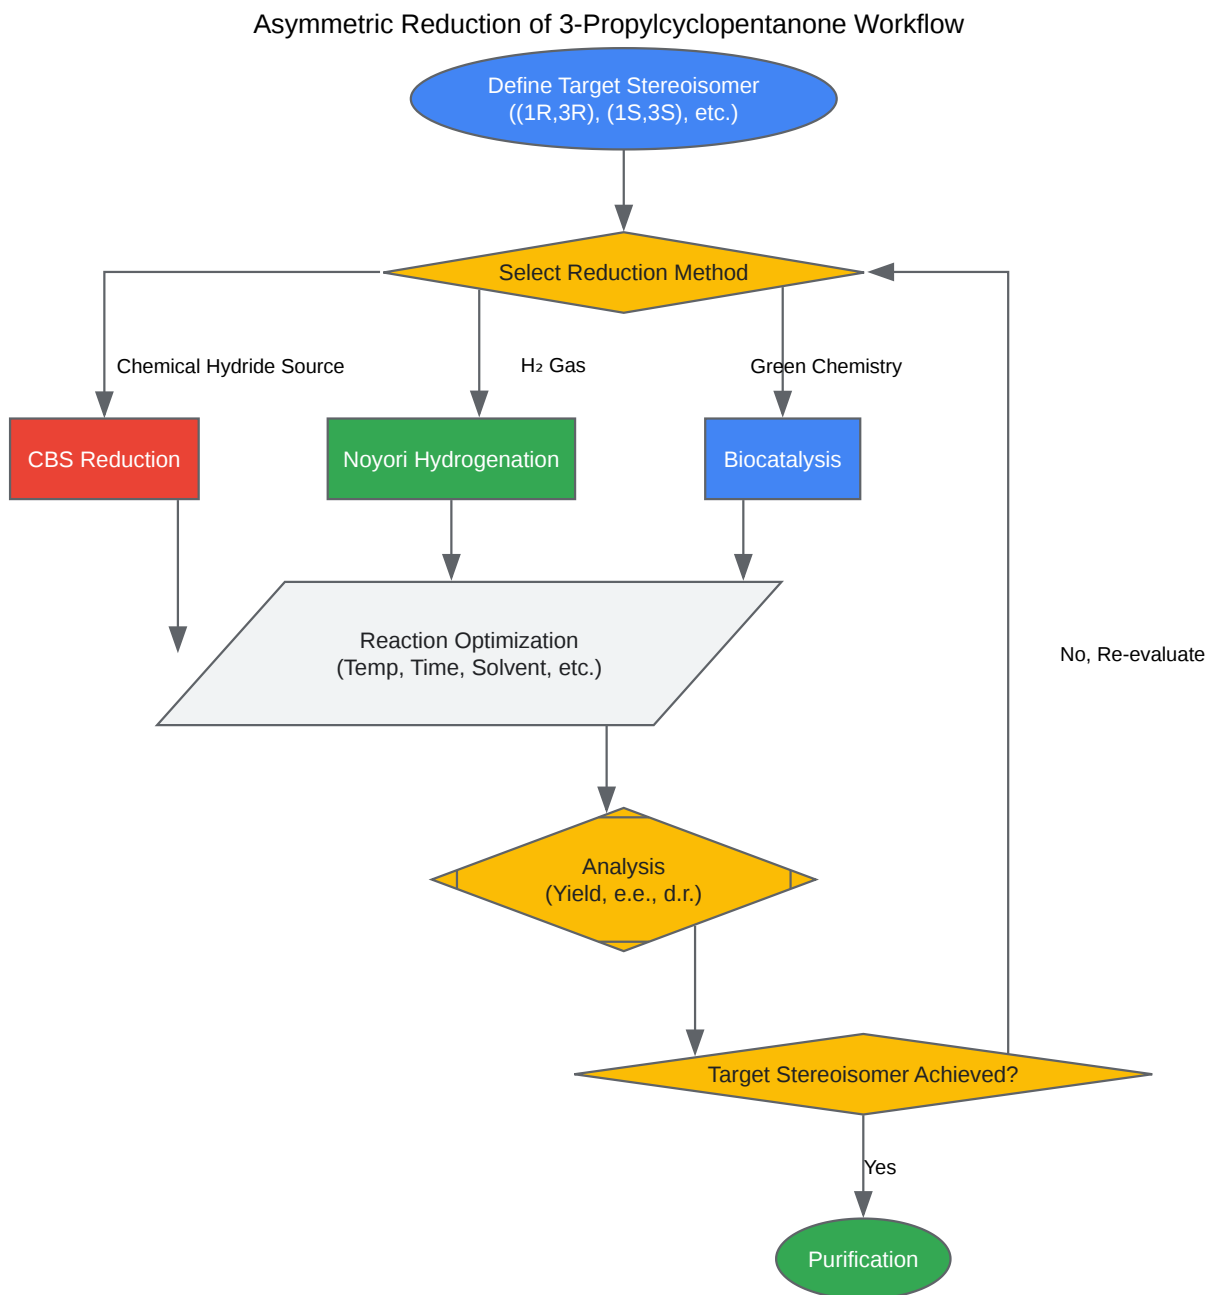 Asymmetric Reduction of 3-Propylcyclopentanone Workflow
Define Target Stereoisomer
((1R,3R), (1S,3S), etc.)
Select Reduction Method
Chemical Hydride Source
H₂ Gas
Green Chemistry
CBS Reduction
Noyori Hydrogenation
Biocatalysis
Reaction Optimization
(Temp, Time, Solvent, etc.)
No, Re-evaluate
Analysis
(Yield, e.e., d.r.)
Target Stereoisomer Achieved?
Yes
Purification